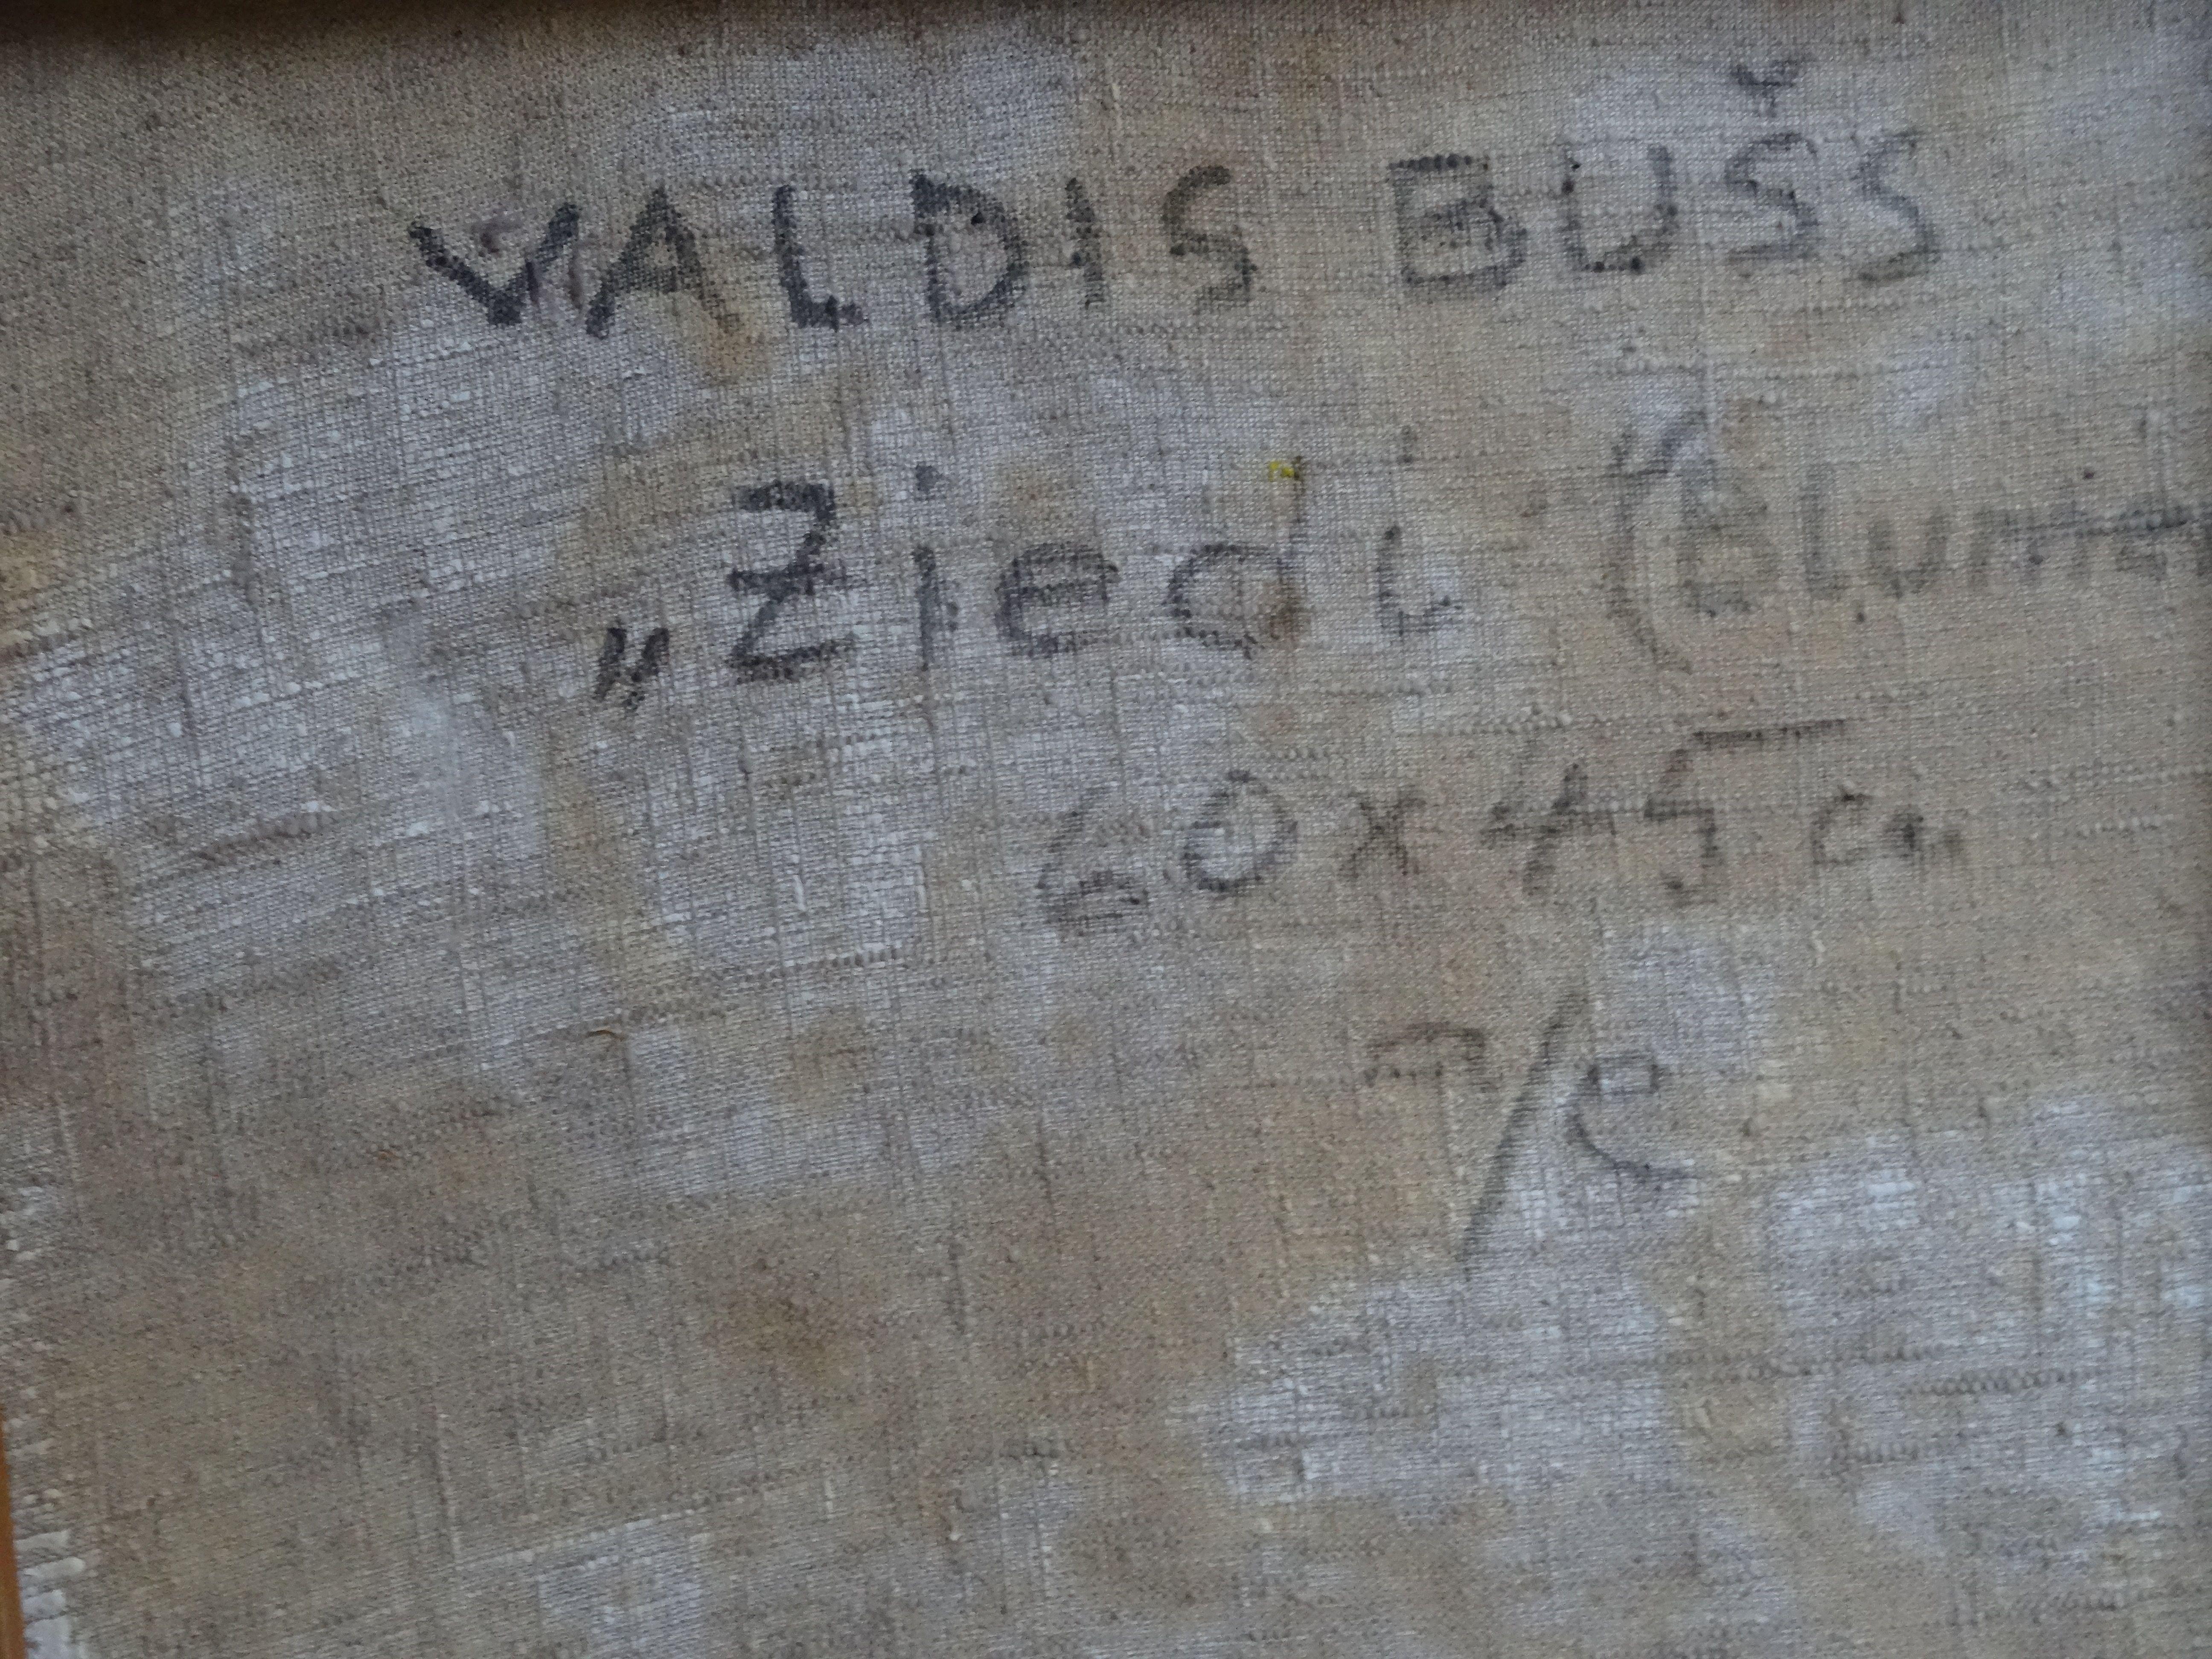 VALDIS BUŠS
„Ziedi (Blumen
60 x 45 cm.
a/e